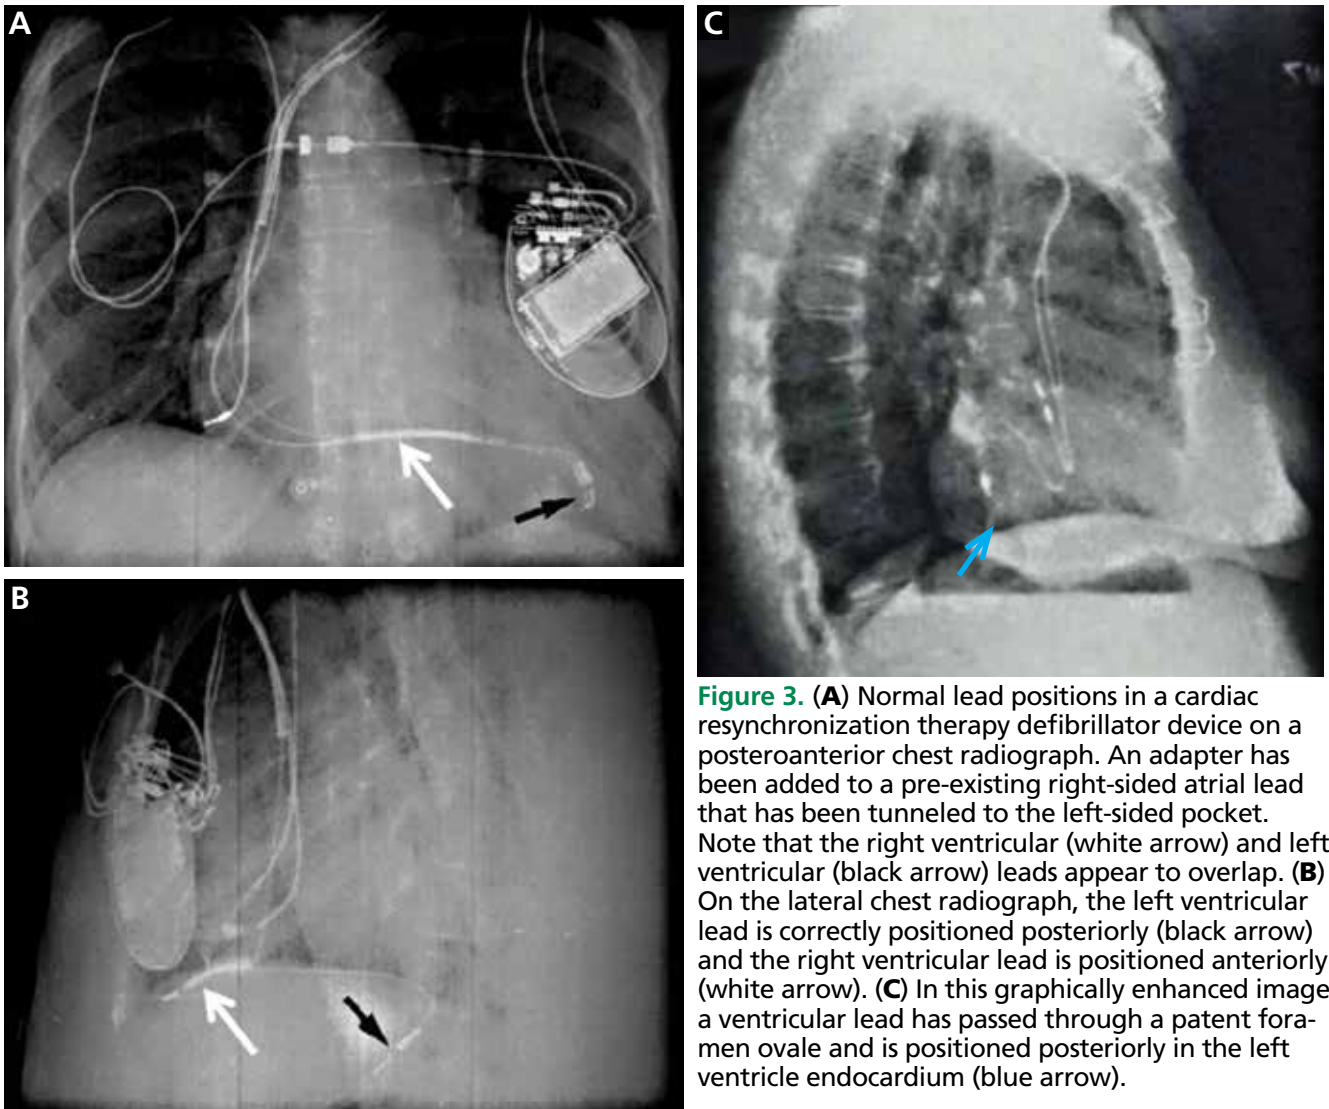 A
B
C
Figure 3. (A) Normal lead positions in a cardiac
resynchronization therapy defibrillator device on a
posteroanterior chest radiograph. An adapter has
been added to a pre-existing right-sided atrial lead
that has been tunneled to the left-sided pocket.
Note that the right ventricular (white arrow) and left
ventricular (black arrow) leads appear to overlap. (B)
On the lateral chest radiograph, the left ventricular
lead is correctly positioned posteriorly (black arrow)
and the right ventricular lead is positioned anteriorly
(white arrow). (C) In this graphically enhanced image
a ventricular lead has passed through a patent fora-
men ovale and is positioned posteriorly in the left
ventricle endocardium (blue arrow).